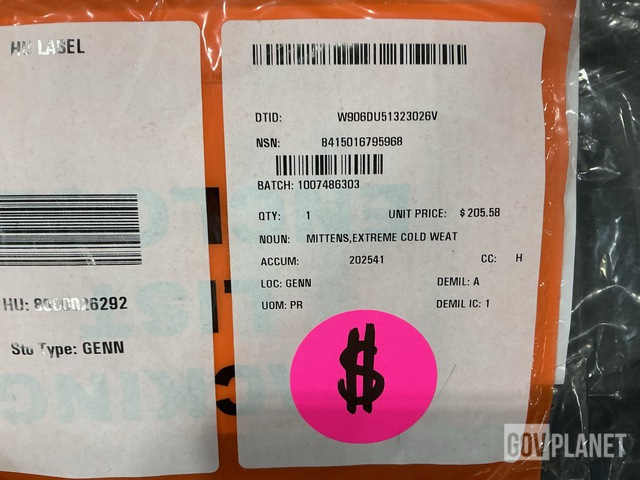 HU LABEL
HU: 8000026292
Sto Type: GENN
DTID: W906DU51323026V
NSN: 8415016795968
BATCH: 1007486303
QTY: 1 UNIT PRICE: $ 205.58
NOUN: MITTENS,EXTREME COLD WEAT
ACCUM: 202541 CC: H
LOC: GENN DEMIL: A
UOM: PR DEMIL IC: 1
$
GOVPLANET